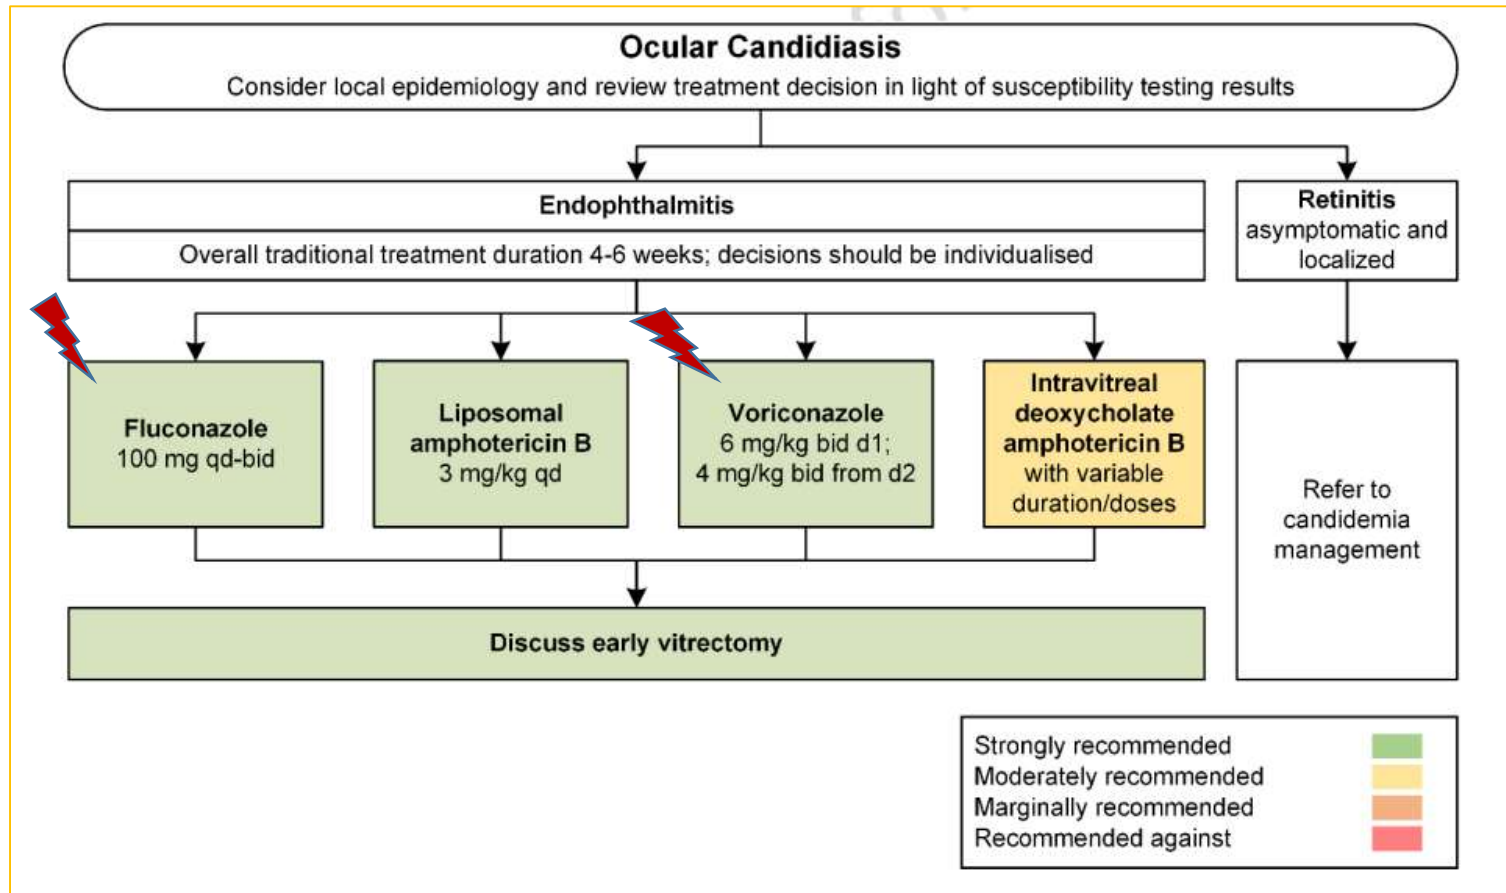 Ocular Candidiasis
Consider local epidemiology and review treatment decision in light of susceptibility testing results
Endophthalmitis
Overall traditional treatment duration 4-6 weeks; decisions should be individualised
Retinitis
asymptomatic and
localized
Fluconazole
100 mg qd-bid
Liposomal
amphotericin B
3 mg/kg qd
Voriconazole
6 mg/kg bid d1;
4 mg/kg bid from d2
Intravitreal
deoxycholate
amphotericin B
with variable
duration/doses
Refer to
candidemia
management
Discuss early vitrectomy
Strongly recommended
Moderately recommended
Marginally recommended
Recommended against